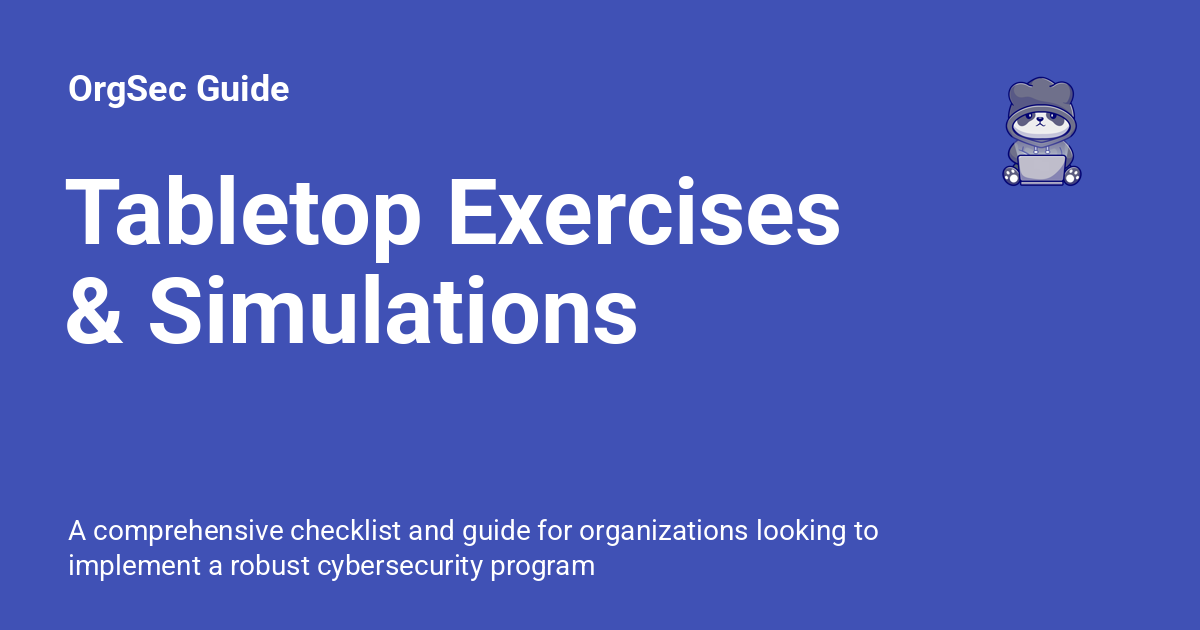 OrgSec Guide
Tabletop Exercises
& Simulations
A comprehensive checklist and guide for organizations looking to
implement a robust cybersecurity program